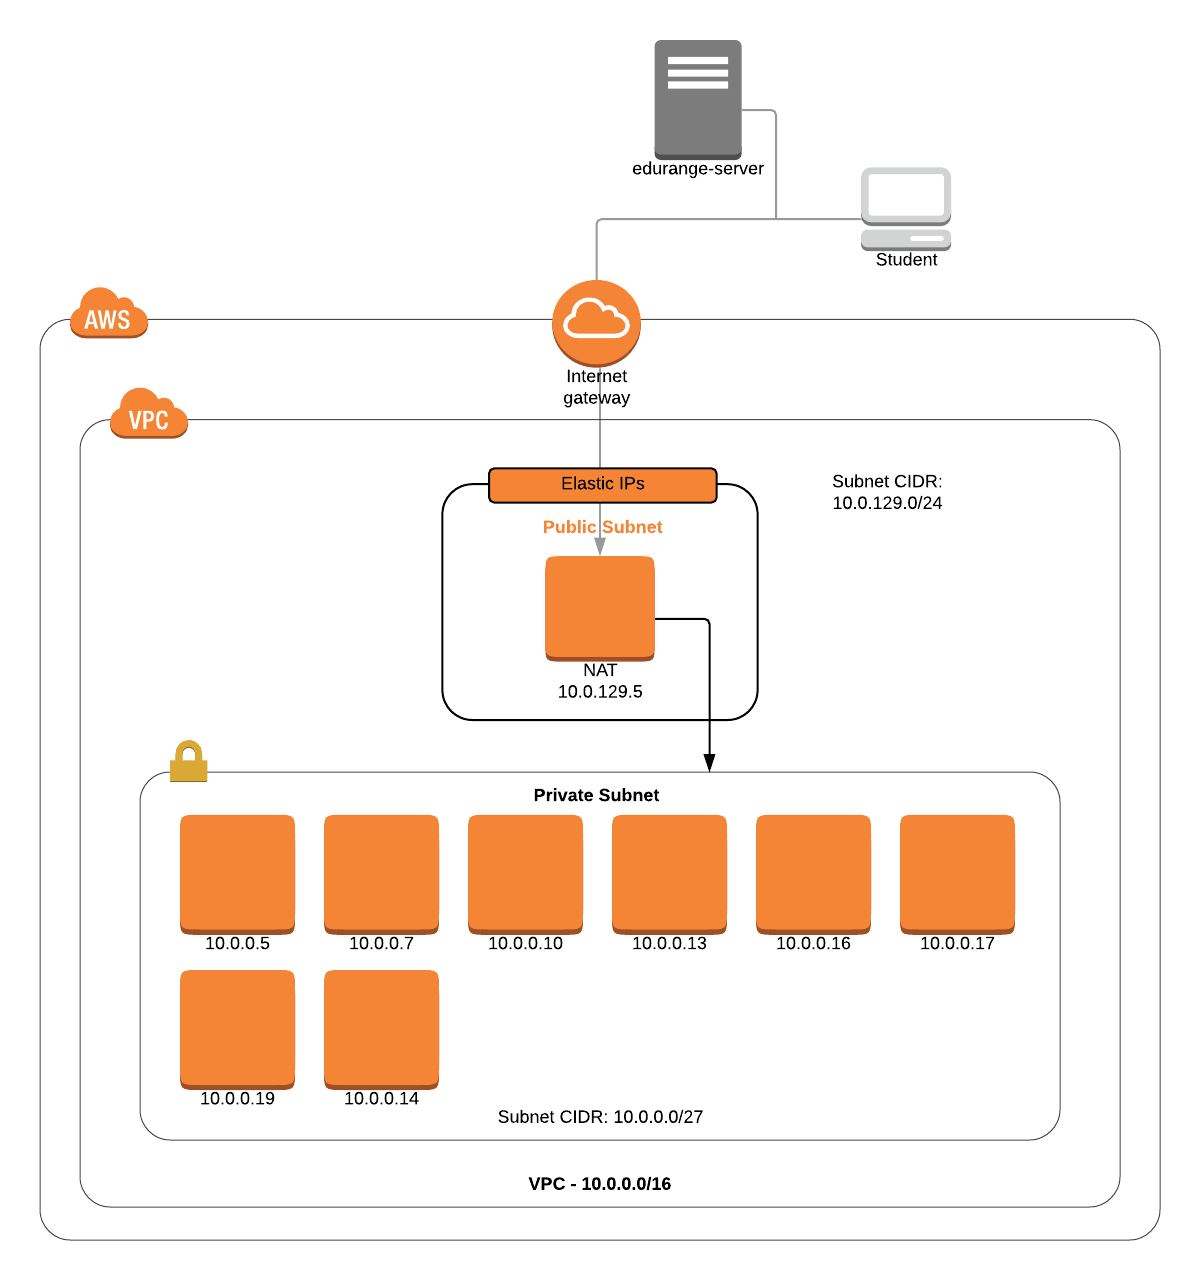 edurange-server
Student
AWS
Internet
gateway
VPC
Elastic IPs
Subnet CIDR:
10.0.129.0/24
Public Subnet
NAT
10.0.129.5
Private Subnet
10.0.0.5
10.0.0.7
10.0.0.10
10.0.0.13
10.0.0.16
10.0.0.17
10.0.0.19
10.0.0.14
Subnet CIDR: 10.0.0.0/27
VPC - 10.0.0.0/16